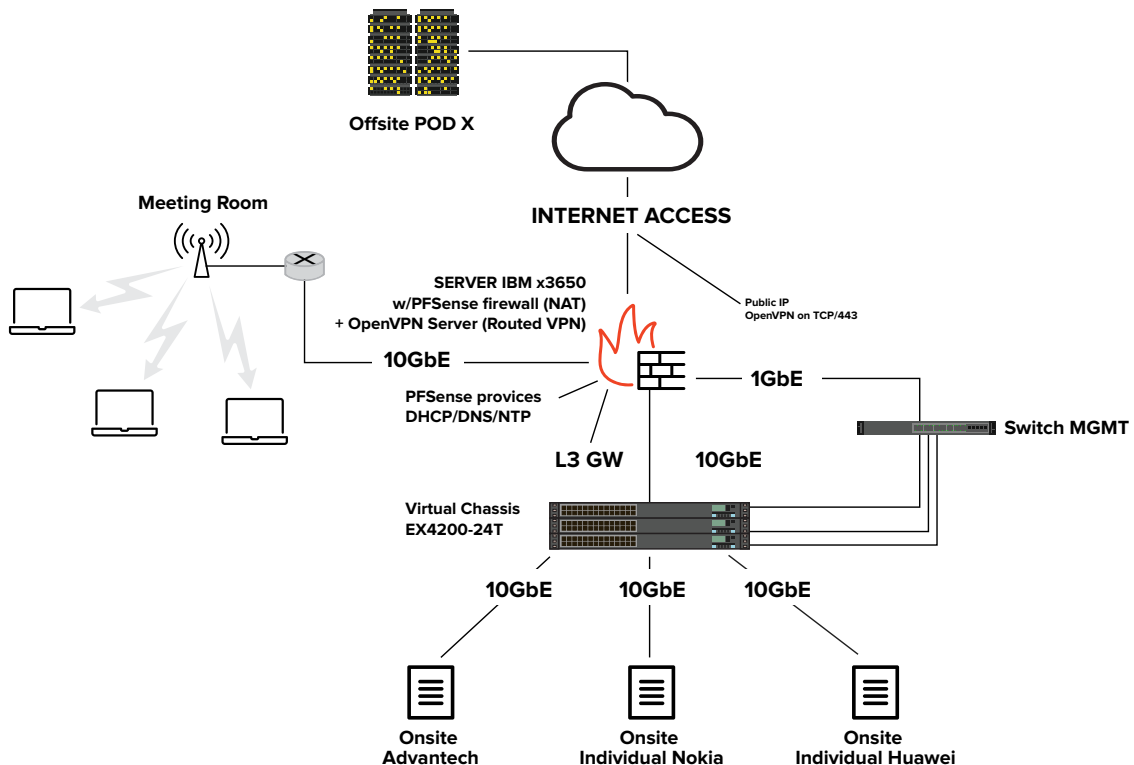 Offsite POD X
Meeting Room
INTERNET ACCESS
SERVER IBM x3650
w/PFSense firewall (NAT)
+ OpenVPN Server (Routed VPN)
Public IP
OpenVPN on TCP/443
10GbE
1GbE
PFSense provices
DHCP/DNS/NTP
Switch MGMT
L3 GW
10GbE
Virtual Chassis
EX4200-24T
10GbE
10GbE
10GbE
Onsite
Advantech
Onsite
Individual Nokia
Onsite
Individual Huawei